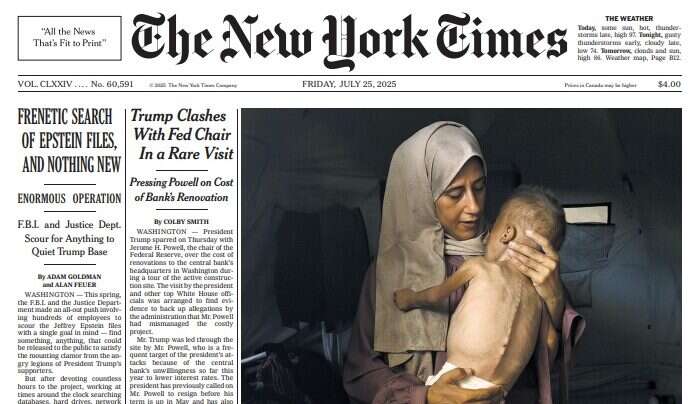 “All the News
That’s Fit to Print”
The New York Times
THE WEATHER
Today, some sun, hot, thunder-
storms late, high 97. Tonight, gusty
thunderstorms early, cloudy late,
low 74. Tomorrow, clouds and sun,
high 86. Weather map, Page B12.
VOL. CLXXIV .... No. 60,591
© 2025 The New York Times Company
FRIDAY, JULY 25, 2025
Prices in Canada may be higher
$4.00
FRENETIC SEARCH
OF EPSTEIN FILES,
AND NOTHING NEW
ENORMOUS OPERATION
F.B.I. and Justice Dept.
Scour for Anything to
Quiet Trump Base
By ADAM GOLDMAN
and ALAN FEUER
WASHINGTON — This spring,
the F.B.I. and the Justice Depart-
ment made an all-out push involv-
ing hundreds of employees to
scour the Jeffrey Epstein files
with a single goal in mind — find
something, anything, that could
be released to the public to satisfy
the mounting clamor from the an-
gry legions of President Trump’s
supporters.
But after devoting countless
hours to the project, working at
times around the clock searching
databases, hard drives, network
Trump Clashes
With Fed Chair
In a Rare Visit
Pressing Powell on Cost
of Bank’s Renovation
By COLBY SMITH
WASHINGTON — President
Trump sparred on Thursday with
Jerome H. Powell, the chair of the
Federal Reserve, over the cost of
renovations to the central bank’s
headquarters in Washington dur-
ing a tour of the active construc-
tion site. The visit by the president
and other top White House offi-
cials was arranged to find evi-
dence to back up allegations by
the administration that Mr. Powell
had mismanaged the costly
project.
Mr. Trump was led through the
site by Mr. Powell, who is a fre-
quent target of the president’s at-
tacks because of the central
bank’s unwillingness so far this
year to lower interest rates. The
president has previously called on
Mr. Powell to resign before his
term is up in May and has also